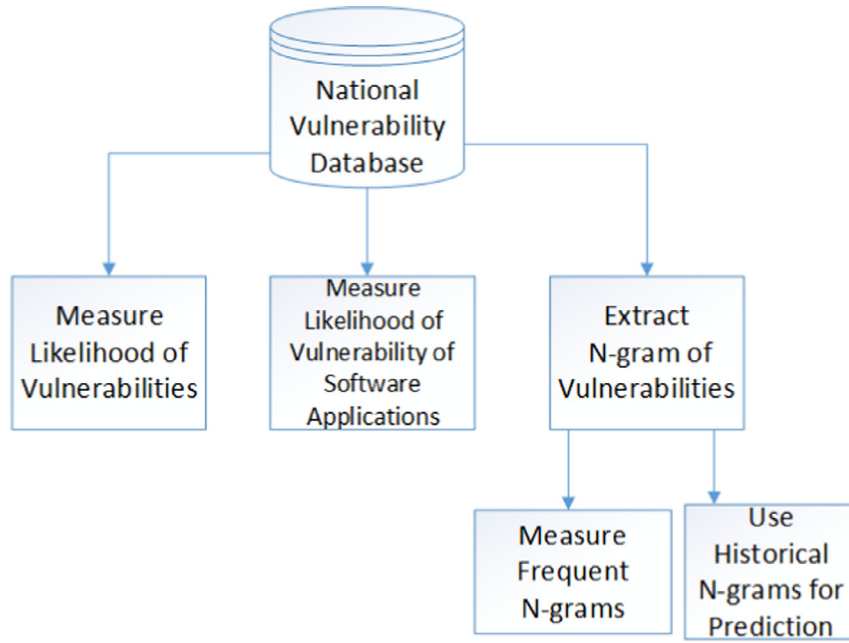 National
Vulnerability
Database
Measure
Likelihood of
Vulnerabilities
Measure
Likelihood of
Vulnerability of
Software
Applications
Extract
N-gram of
Vulnerabilities
Measure
Frequent
N-grams
Use
Historical
N-grams for
Prediction